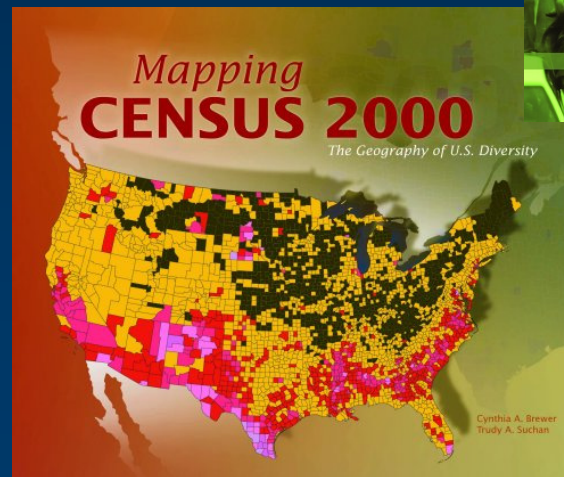 Mapping
CENSUS 2000
The Geography of U.S. Diversity
Cynthia A. Brewer
Trudy A. Suchan